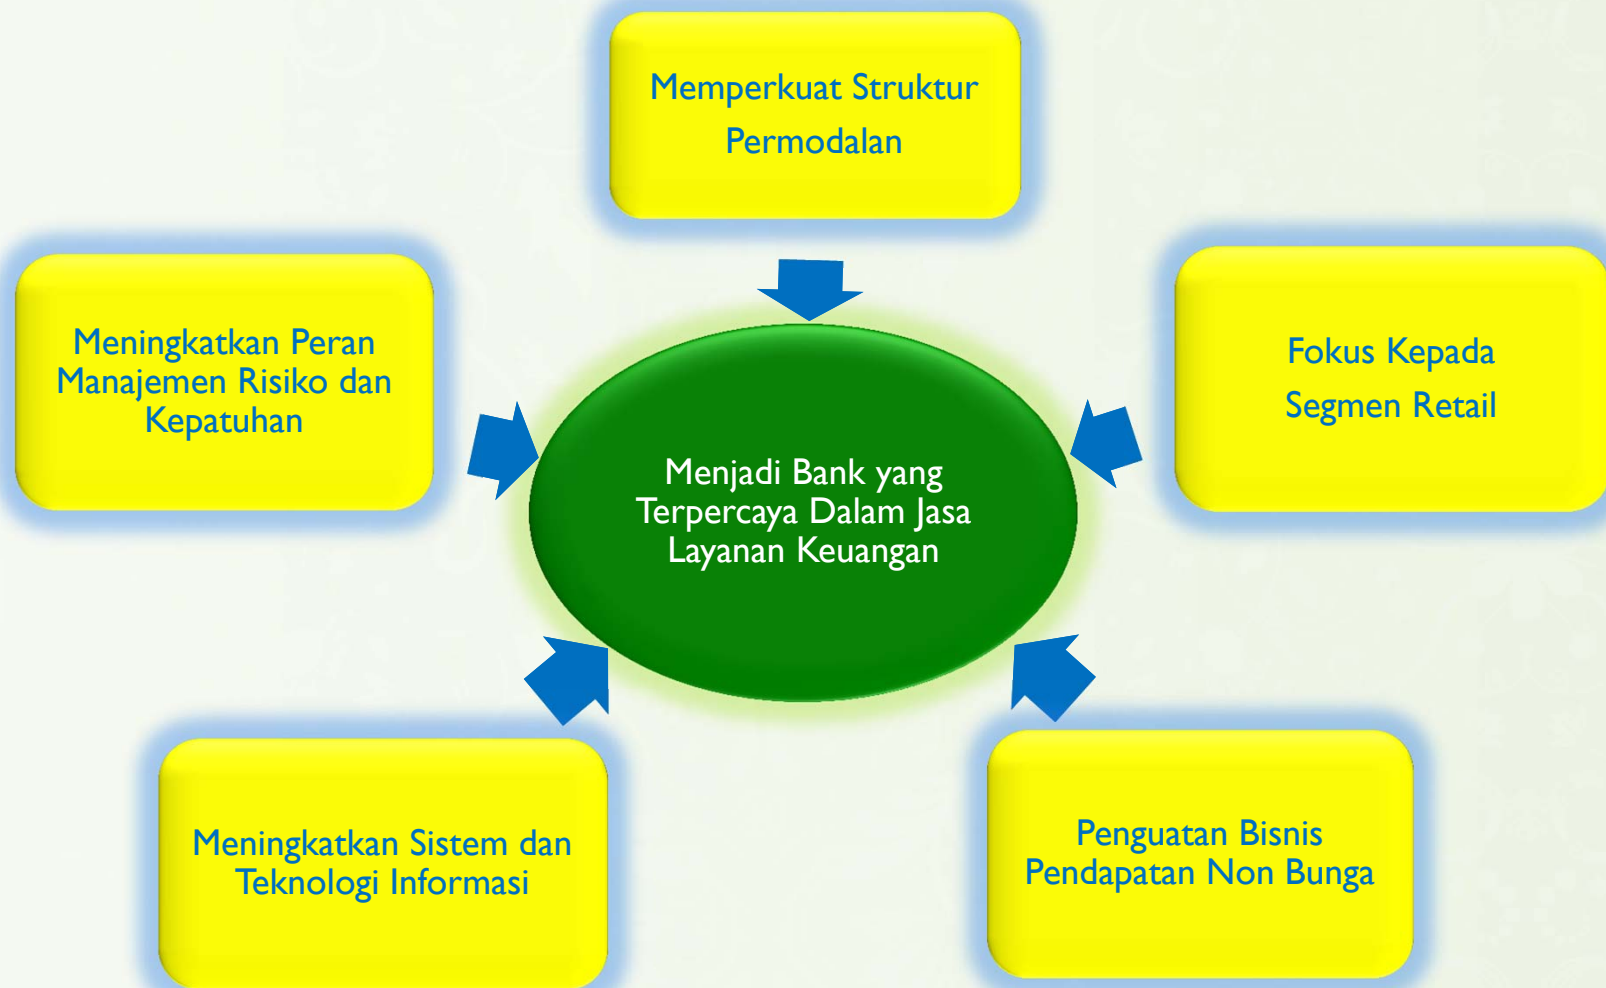 Memperkuat Struktur
Permodalan
Meningkatkan Peran
Manajemen Risiko dan
Kepatuhan
Fokus Kepada
Segmen Retail
Menjadi Bank yang
Terpercaya Dalam Jasa
Layanan Keuangan
Meningkatkan Sistem dan
Teknologi Informasi
Penguatan Bisnis
Pendapatan Non Bunga